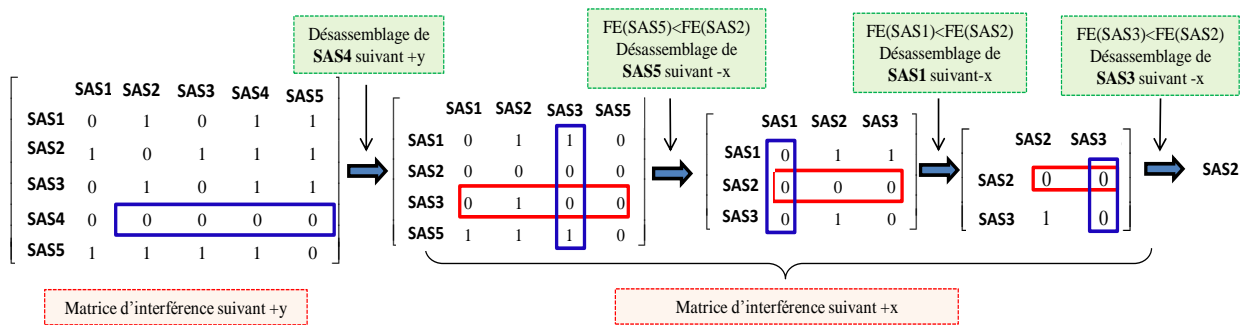 Désassemblage de
SAS4 suivant +y
FE(SAS5)<FE(SAS2)
Désassemblage de
SAS5 suivant -x
FE(SAS1)<FE(SAS2)
Désassemblage de
SAS1 suivant-x
FE(SAS3)<FE(SAS2)
Désassemblage de
SAS3 suivant -x
SAS1 SAS2 SAS3 SAS4 SAS5
SAS1 0 1 0 1 1
SAS2 1 0 1 1 1
SAS3 0 1 0 1 1
SAS4 0 0 0 0 0
SAS5 1 1 1 1 0
SAS1 SAS2 SAS3 SAS5
SAS1 0 1 1 0
SAS2 0 0 0 0
SAS3 0 1 0 0
SAS5 1 1 1 0
SAS1 SAS2 SAS3
SAS1 0 1 1
SAS2 0 0 0
SAS3 0 1 0
SAS2 SAS3
SAS2 0 0
SAS3 1 0
SAS2
Matrice d'interférence suivant +y
Matrice d'interférence suivant +x